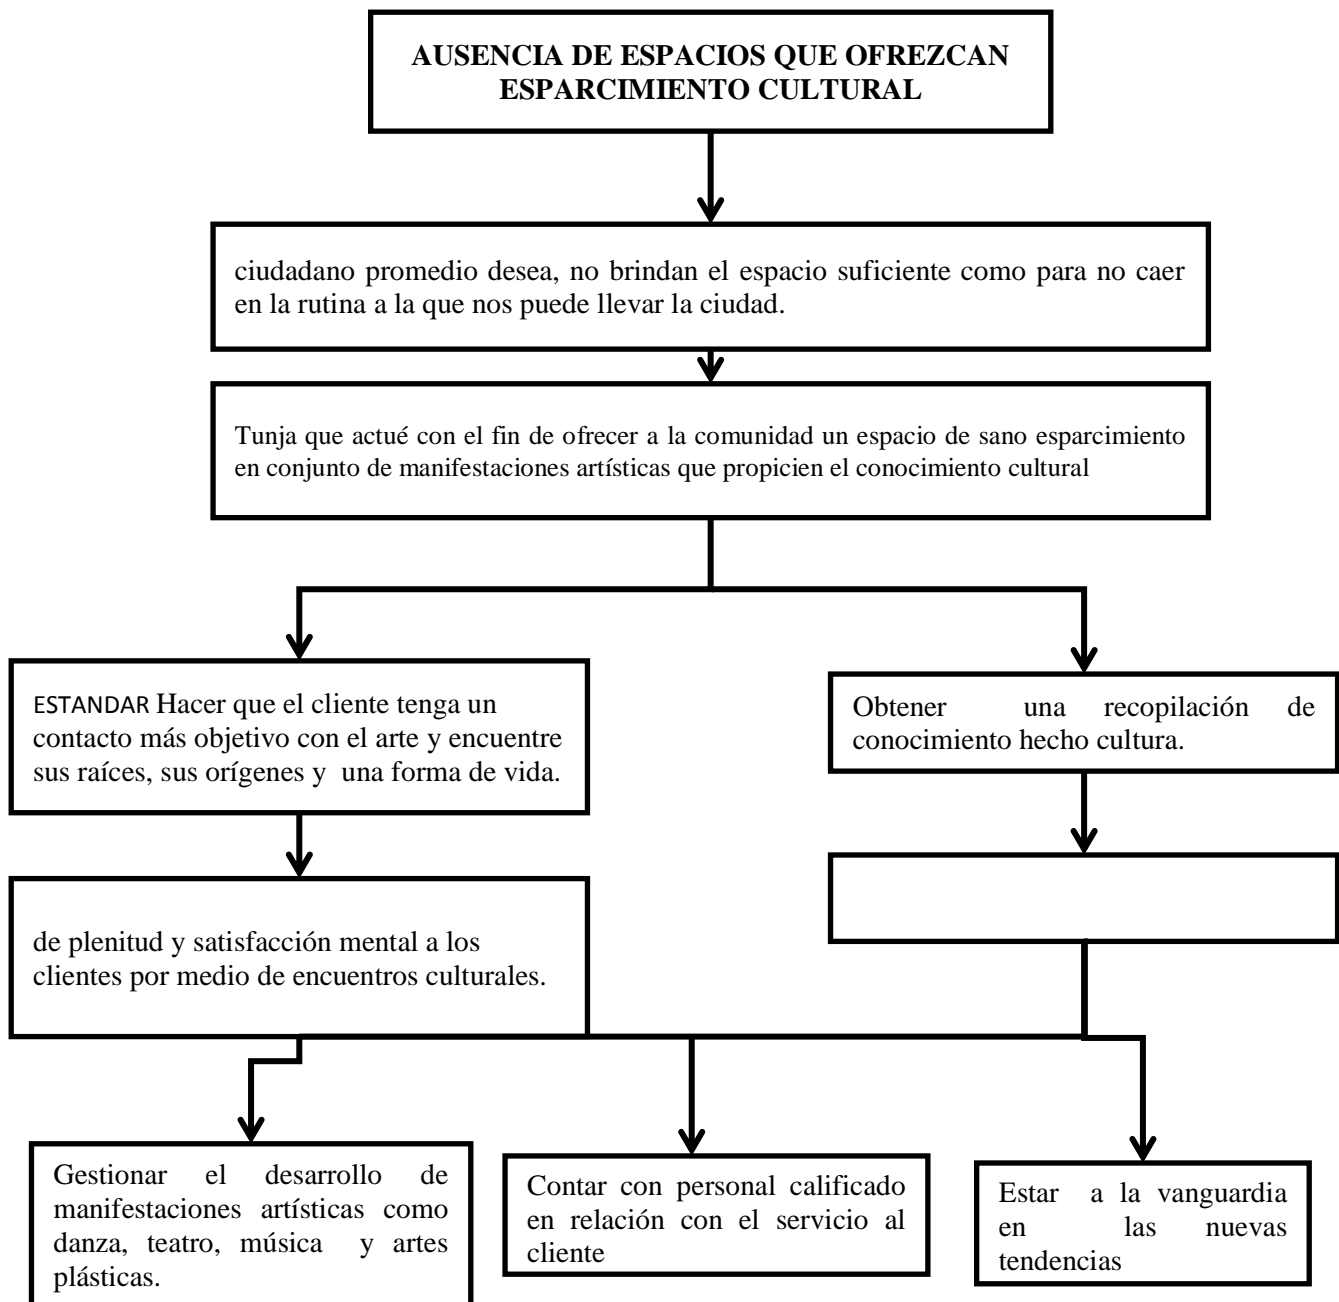 AUSENCIA DE ESPACIOS QUE OFREZCAN
ESPARCIMIENTO CULTURAL
ciudadano promedio desea, no brindan el espacio suficiente como para no caer
en la rutina a la que nos puede llevar la ciudad.
Tunja que actué con el fin de ofrecer a la comunidad un espacio de sano esparcimiento
en conjunto de manifestaciones artísticas que propicien el conocimiento cultural
ESTANDAR Hacer que el cliente tenga un
contacto más objetivo con el arte y encuentre
sus raíces, sus orígenes y una forma de vida.
Obtener una recopilación de
conocimiento hecho cultura.
de plenitud y satisfacción mental a los
clientes por medio de encuentros culturales.
Gestionar el desarrollo de
manifestaciones artísticas como
danza, teatro, música y artes
plásticas.
Contar con personal calificado
en relación con el servicio al
cliente
Estar a la vanguardia
en las nuevas
tendencias